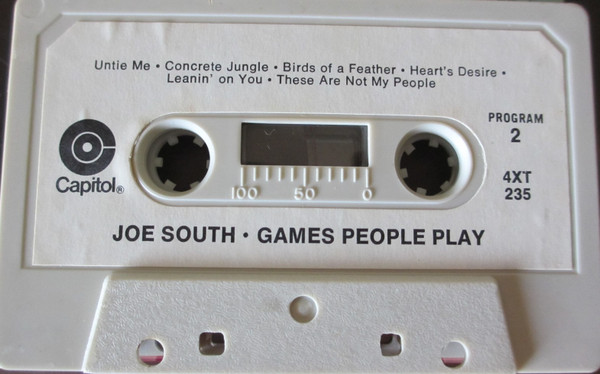 Untie Me • Concrete Jungle • Birds of a Feather • Heart's Desire •
Leanin' on You • These Are Not My People
PROGRAM
2
Capitol®
4XT
235
100 50 0
JOE SOUTH • GAMES PEOPLE PLAY